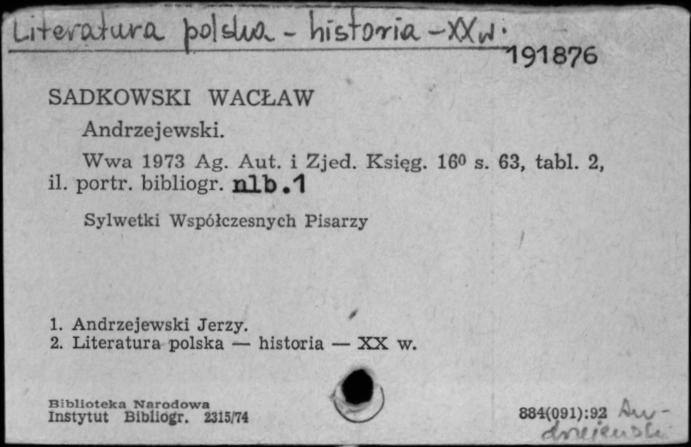 Literatura polska - historia - XX w.
191876
SADKOWSKI WACŁAW
Andrzejewski.
Wwa 1973 Ag. Aut. i Zjed. Księg. 16⁰ s. 63, tabl. 2,
il. portr. bibliogr. nlb.1
Sylwetki Współczesnych Pisarzy
1. Andrzejewski Jerzy.
2. Literatura polska — historia — XX w.
Biblioteka Narodowa
Instytut Bibliogr. 2315/74
884(091):92 An-
drzejewski